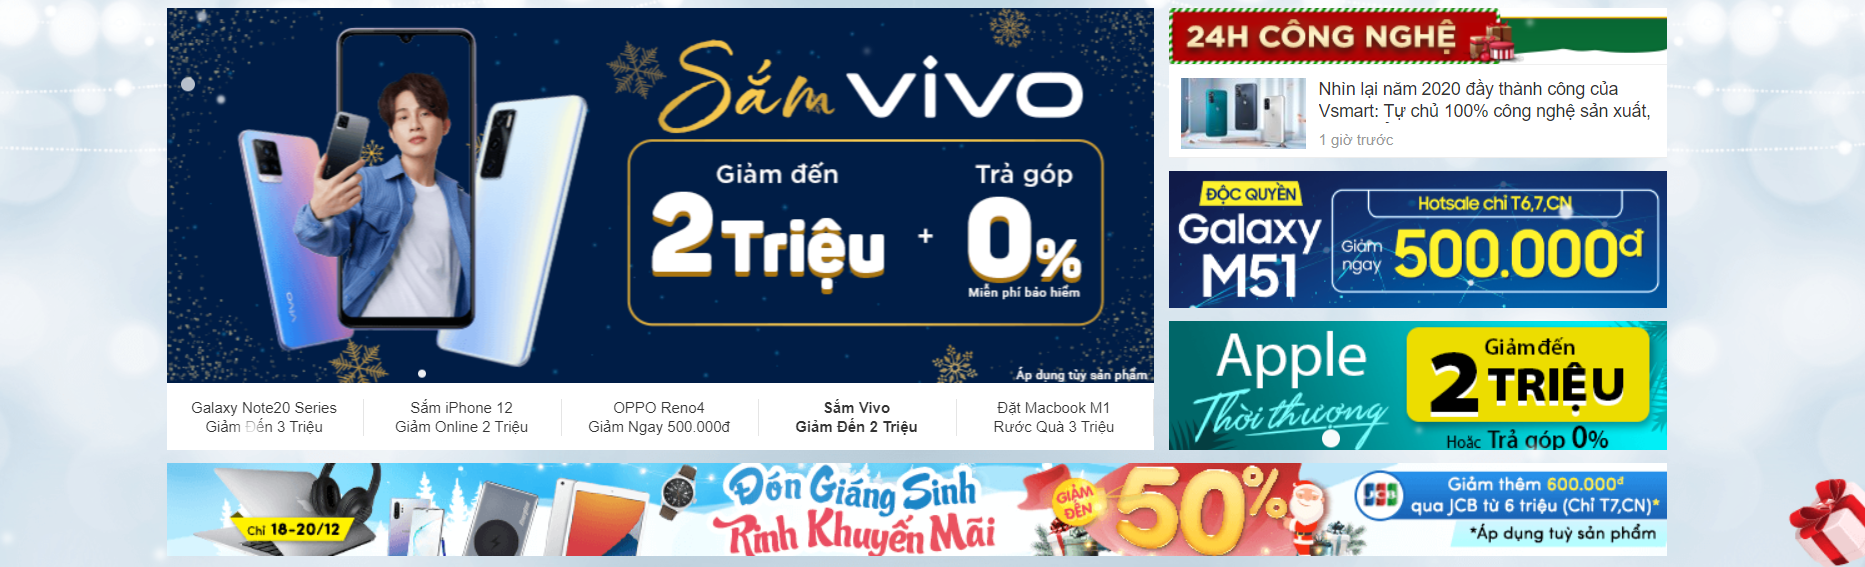 Sắm vivo
Giảm đến
2 Triệu
+
Trả góp
0%
Miễn phí bảo hiểm
Áp dụng tùy sản phẩm
vivo
Galaxy Note20 Series
Giảm Đến 3 Triệu
Sắm iPhone 12
Giảm Online 2 Triệu
OPPO Reno4
Giảm Ngay 500.000đ
Sắm Vivo
Giảm Đến 2 Triệu
Đặt Macbook M1
Rước Quà 3 Triệu
24H CÔNG NGHỆ
Nhìn lại năm 2020 đầy thành công của
Vsmart: Tự chủ 100% công nghệ sản xuất,
1 giờ trước
ĐỘC QUYỀN
Galaxy
M51
Hotsale chỉ T6,7,CN
Giảm
ngay
500.000đ
Apple
Thời thượng
Giảm đến
2 TRIỆU
Hoặc Trả góp 0%
Chỉ 18-20/12
Đón Giáng Sinh
Rinh Khuyến Mãi
GIẢM
ĐẾN
50%
JCB
Giảm thêm 600.000đ
qua JCB từ 6 triệu (Chỉ T7,CN)*
*Áp dụng tuỳ sản phẩm